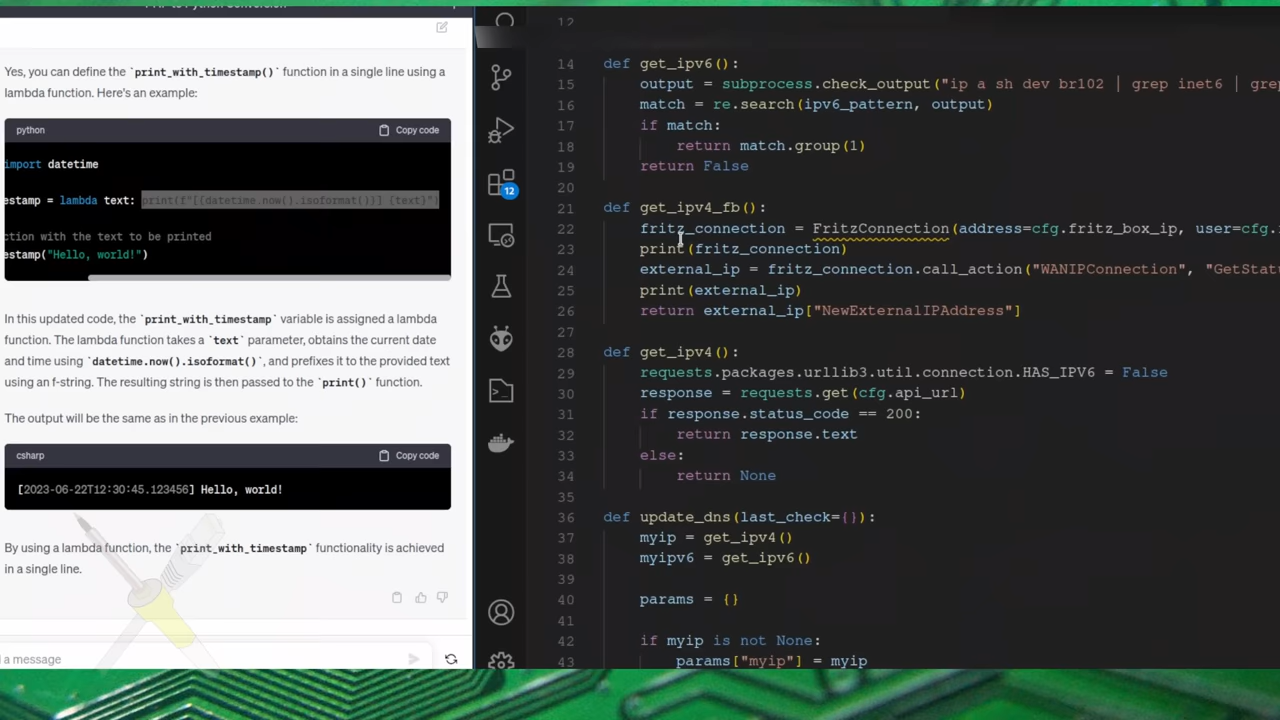 Yes, you can define the `print_with_timestamp()` function in a single line using a
lambda function. Here's an example:
python
Copy code
import datetime
estamp = lambda text: print(f"[{datetime.now().isoformat()}] {text}")
ction with the text to be printed
estamp("Hello, world!")
In this updated code, the `print_with_timestamp` variable is assigned a lambda
function. The lambda function takes a `text` parameter, obtains the current date
and time using `datetime.now().isoformat()`, and prefixes it to the provided text
using an f-string. The resulting string is then passed to the `print()` function.
The output will be the same as in the previous example:
csharp
Copy code
[2023-06-22T12:30:45.123456] Hello, world!
By using a lambda function, the `print_with_timestamp` functionality is achieved
in a single line.
d a message
12
12
14 def get_ipv6():
15 output = subprocess.check_output("ip a sh dev br102 | grep inet6 | grep
16 match = re.search(ipv6_pattern, output)
17 if match:
18 return match.group(1)
19 return False
20
21 def get_ipv4_fb():
22 fritz_connection = FritzConnection(address=cfg.fritz_box_ip, user=cfg.
23 print(fritz_connection)
24 external_ip = fritz_connection.call_action("WANIPConnection", "GetStat
25 print(external_ip)
26 return external_ip["NewExternalIPAddress"]
27
28 def get_ipv4():
29 requests.packages.urllib3.util.connection.HAS_IPV6 = False
30 response = requests.get(cfg.api_url)
31 if response.status_code == 200:
32 return response.text
33 else:
34 return None
35
36 def update_dns(last_check={}):
37 myip = get_ipv4()
38 myipv6 = get_ipv6()
39
40 params = {}
41
42 if myip is not None:
43 params["myip"] = myip